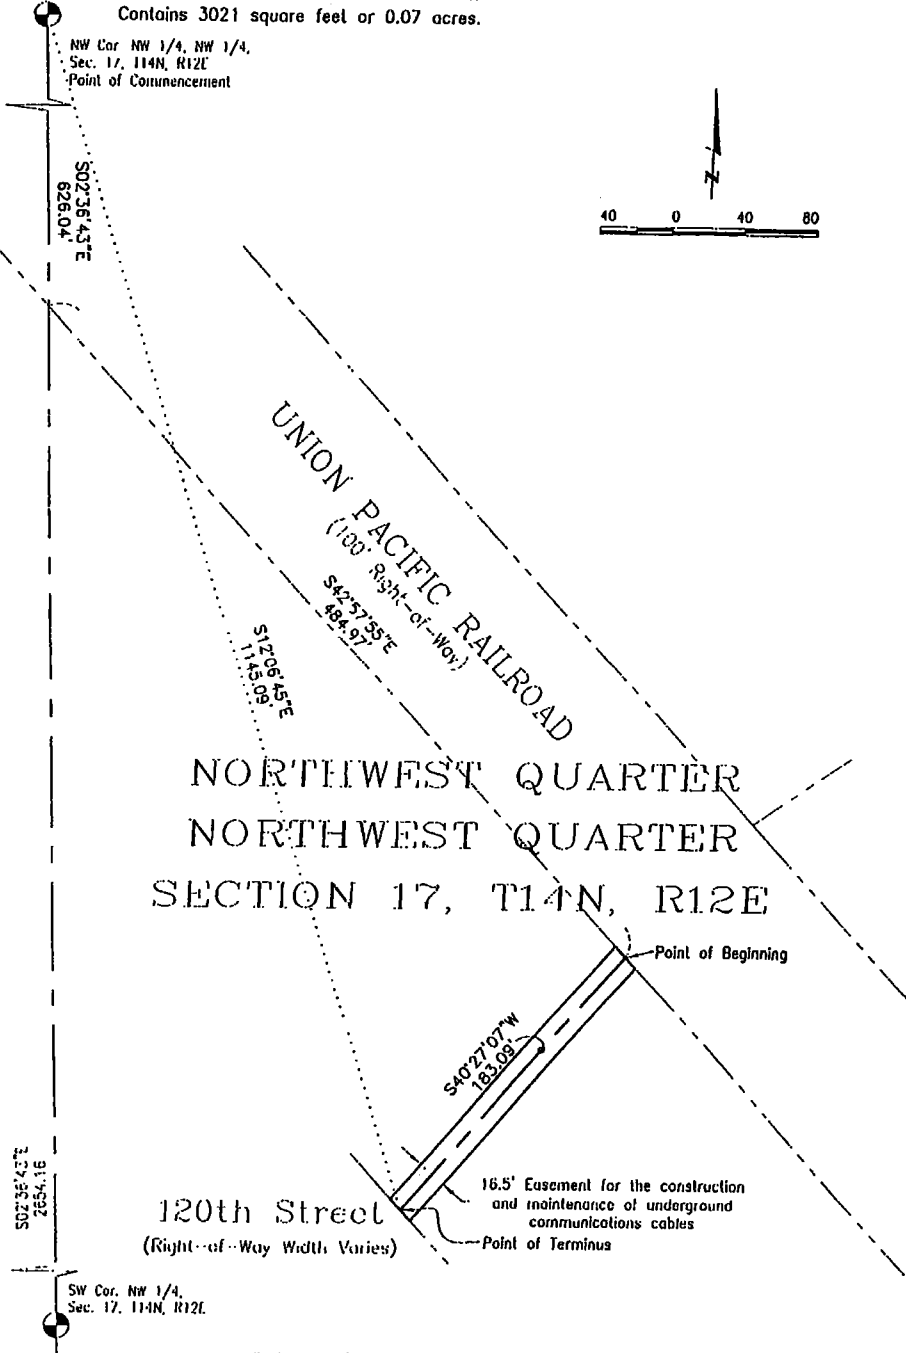 Contains 3021 square feet or 0.07 acres.
NW Cor NW 1/4, NW 1/4,
Sec. 17, T14N, R12E
Point of Commencement
S02°36'43"E
626.04'
N
40 0 40 80
UNION PACIFIC RAILROAD
(100' Right-of-Way)
S42°57'55"E
484.97'
S12°06'45"E
1145.09'
NORTHWEST QUARTER
NORTHWEST QUARTER
SECTION 17, T14N, R12E
Point of Beginning
S40°27'07"W
183.09'
16.5' Easement for the construction
and maintenance of underground
communications cables
Point of Terminus
120th Street
(Right-of-Way Width Varies)
S02°36'43"E
2654.16
SW Cor. NW 1/4,
Sec. 17, T14N, R12E